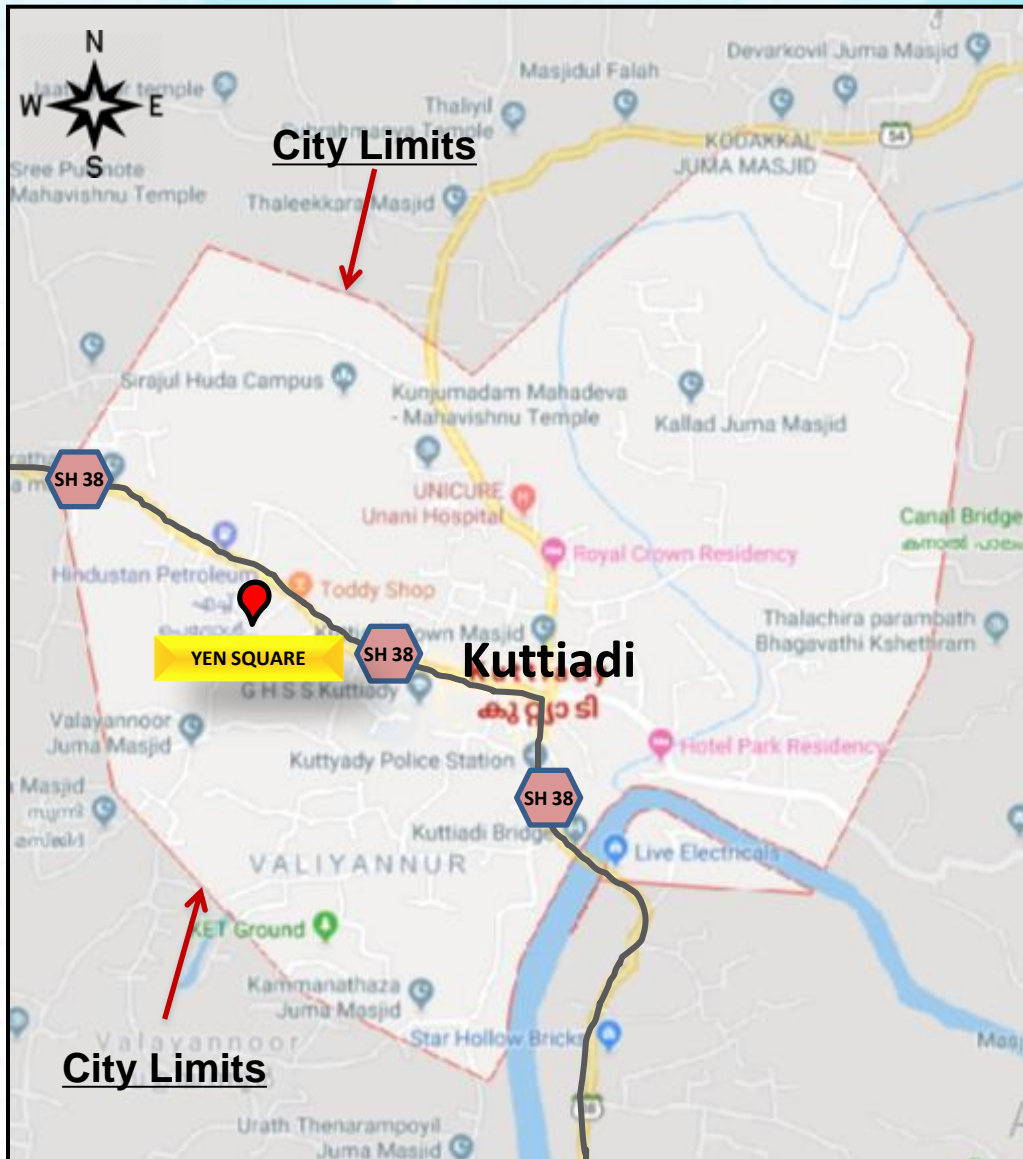 N
W E
S
Devarkovil Juma Masjid
Masjidul Falah
temple
Thaliyil
Temple
54
KODAKKAL
JUMA MASJID
City Limits
Mahavishnu Temple
Thaleekkara Masjid
Sirajul Huda Campus
Kunjumadam Mahadeva
- Mahavishnu Temple
Kallad Juma Masjid
SH 38
UNICURE
Unani Hospital
Canal Bridge
Royal Crown Residency
Hindustan Petroleum
Toddy Shop
Thalachira parambath
Bhagavathi Kshethram
Masjid
YEN SQUARE
SH 38
Kuttiadi
കുറ്റ്യാടി
G H S S Kuttiady
Valayannoor
Juma Masjid
Hotel Park Residency
Kuttyady Police Station
Masjid
SH 38
Kuttiadi Bridge
Live Electricals
VALIYANNUR
KET Ground
Kammanathaza
Juma Masjid
Star Hollow Bricks
Valayannoor
City Limits
Urath Thenarampoyil
Juma Masjid